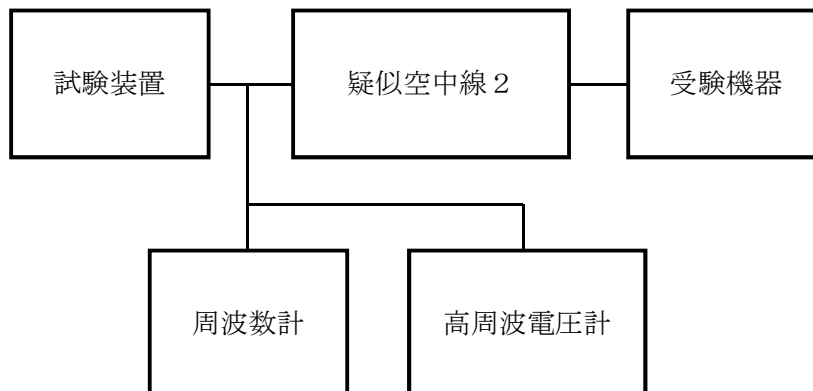 試験装置
疑似空中線２
受験機器
周波数計
高周波電圧計